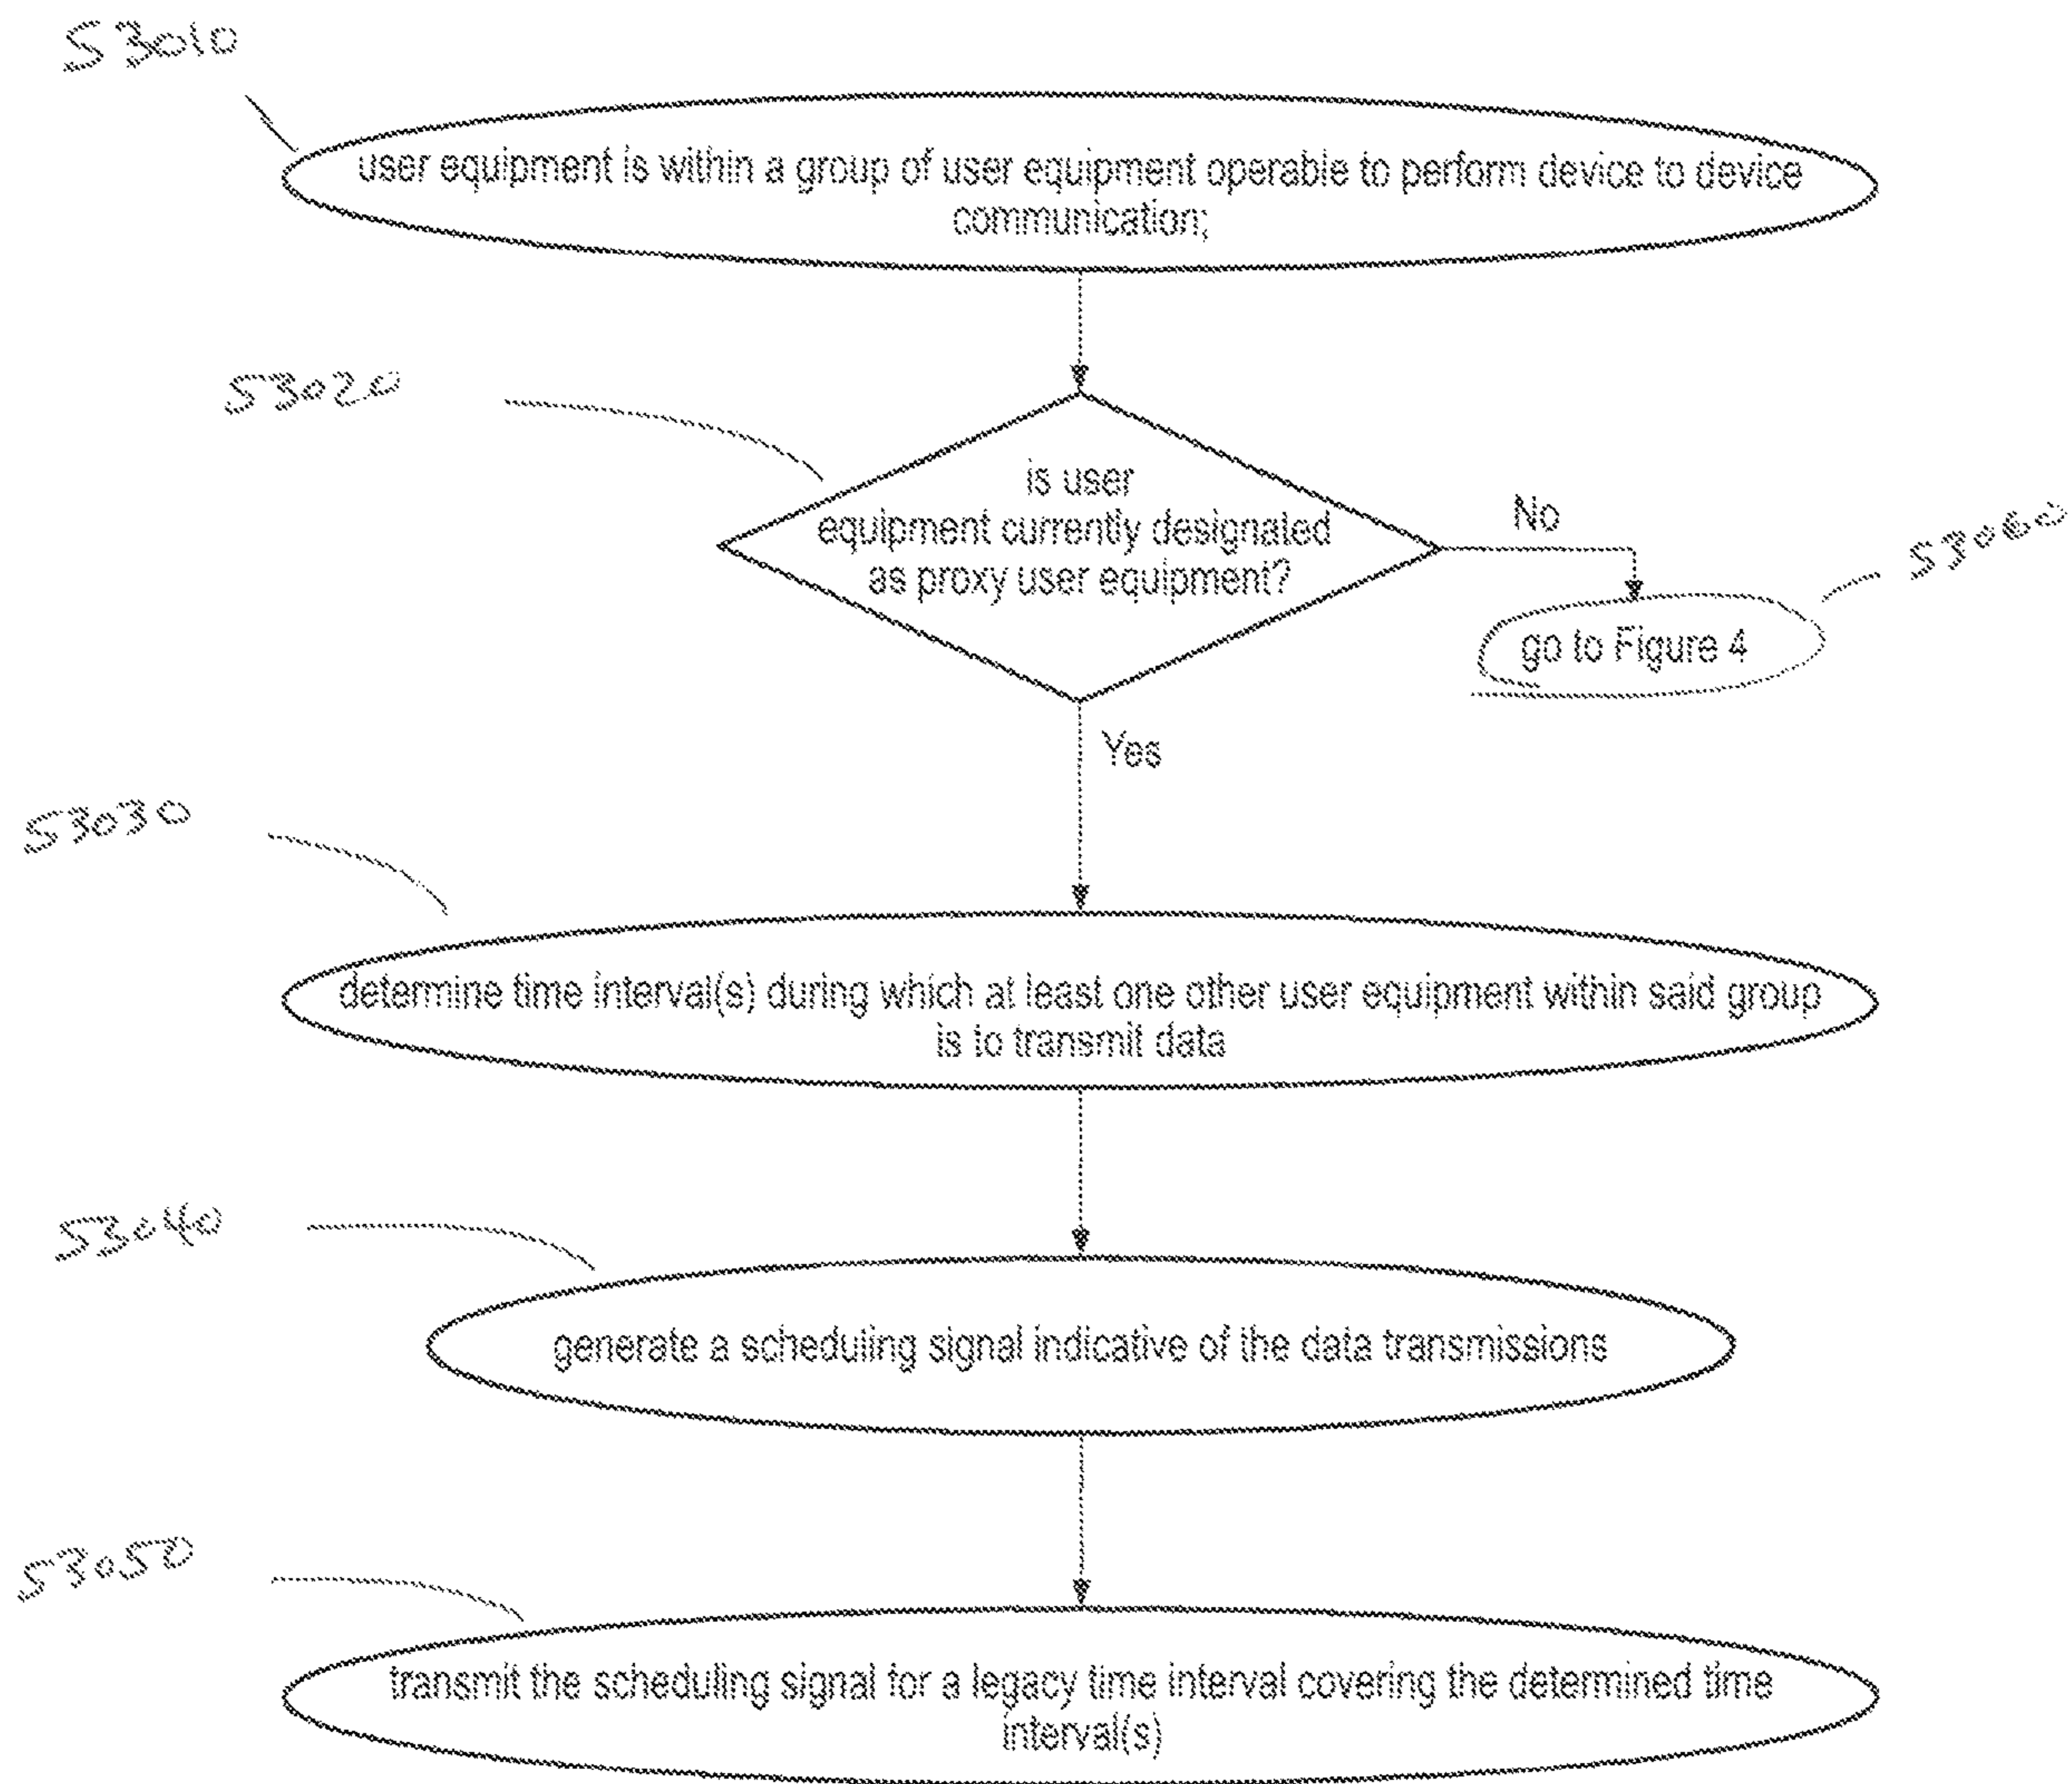 S3010
user equipment is within a group of user equipment operable to perform device to device
communication;
S3020
is user
equipment currently designated
as proxy user equipment?
No
S3060
go to Figure 4
Yes
S3030
determine time interval(s) during which at least one other user equipment within said group
is to transmit data
S3040
generate a scheduling signal indicative of the data transmissions
S3050
transmit the scheduling signal for a legacy time interval covering the determined time
interval(s)